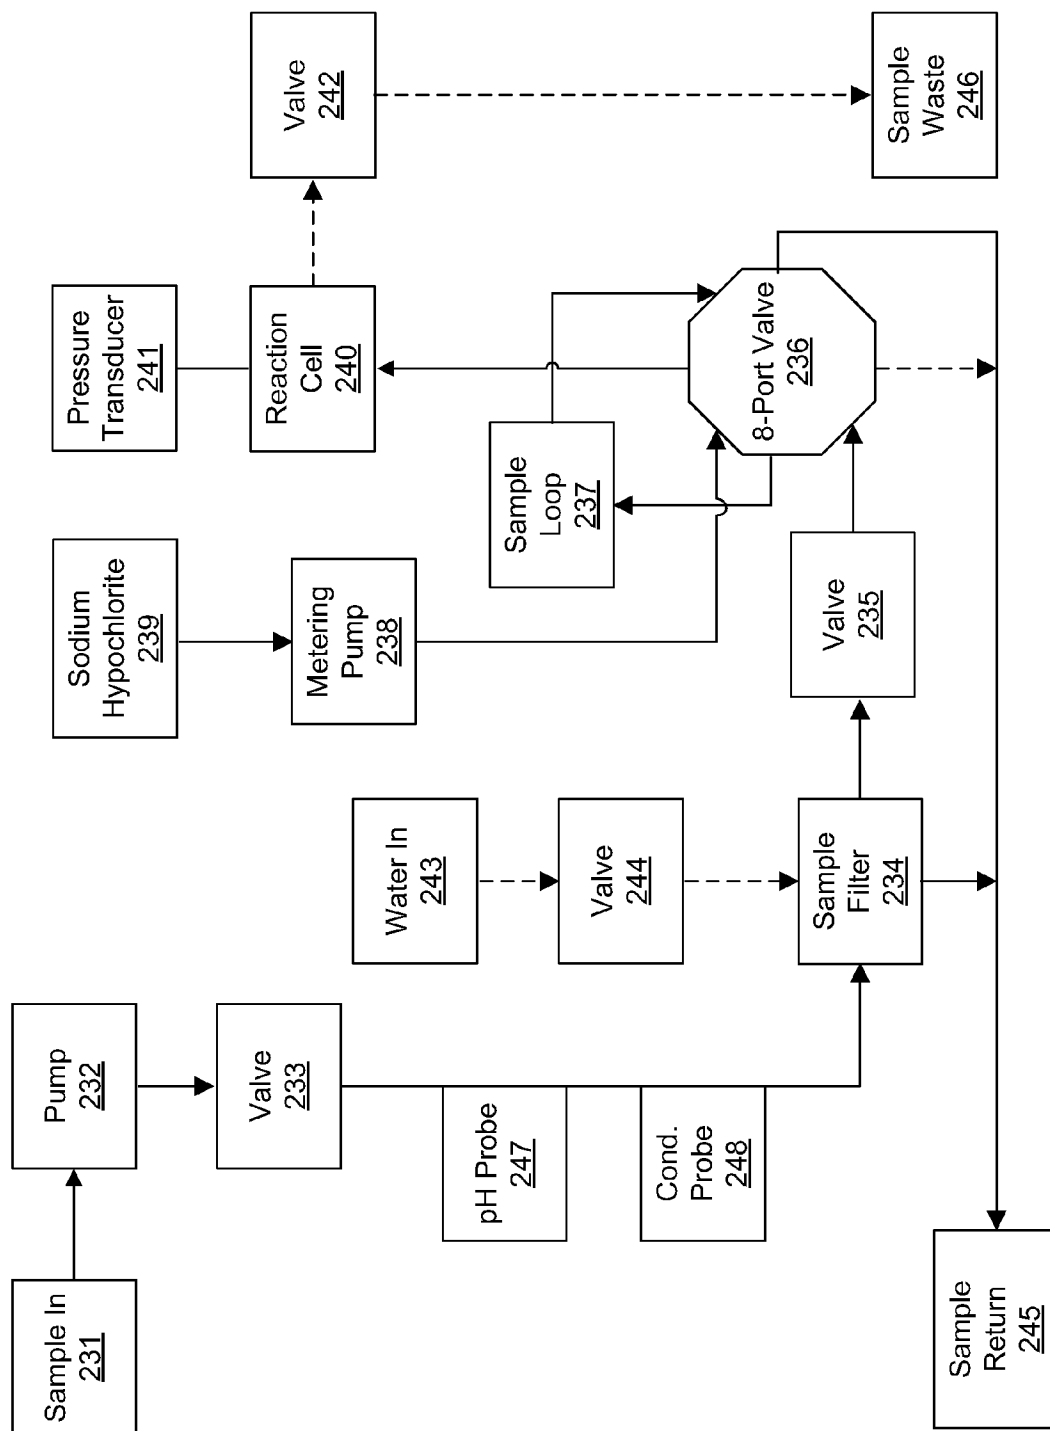 Sample In
231
Pump
232
Valve
233
pH Probe
247
Cond.
Probe
248
Water In
243
Valve
244
Sample
Filter
234
Sample
Return
245
Sodium
Hypochlorite
239
Metering
Pump
238
Sample
Loop
237
Valve
235
8-Port Valve
236
Pressure
Transducer
241
Reaction
Cell
240
Valve
242
Sample
Waste
246